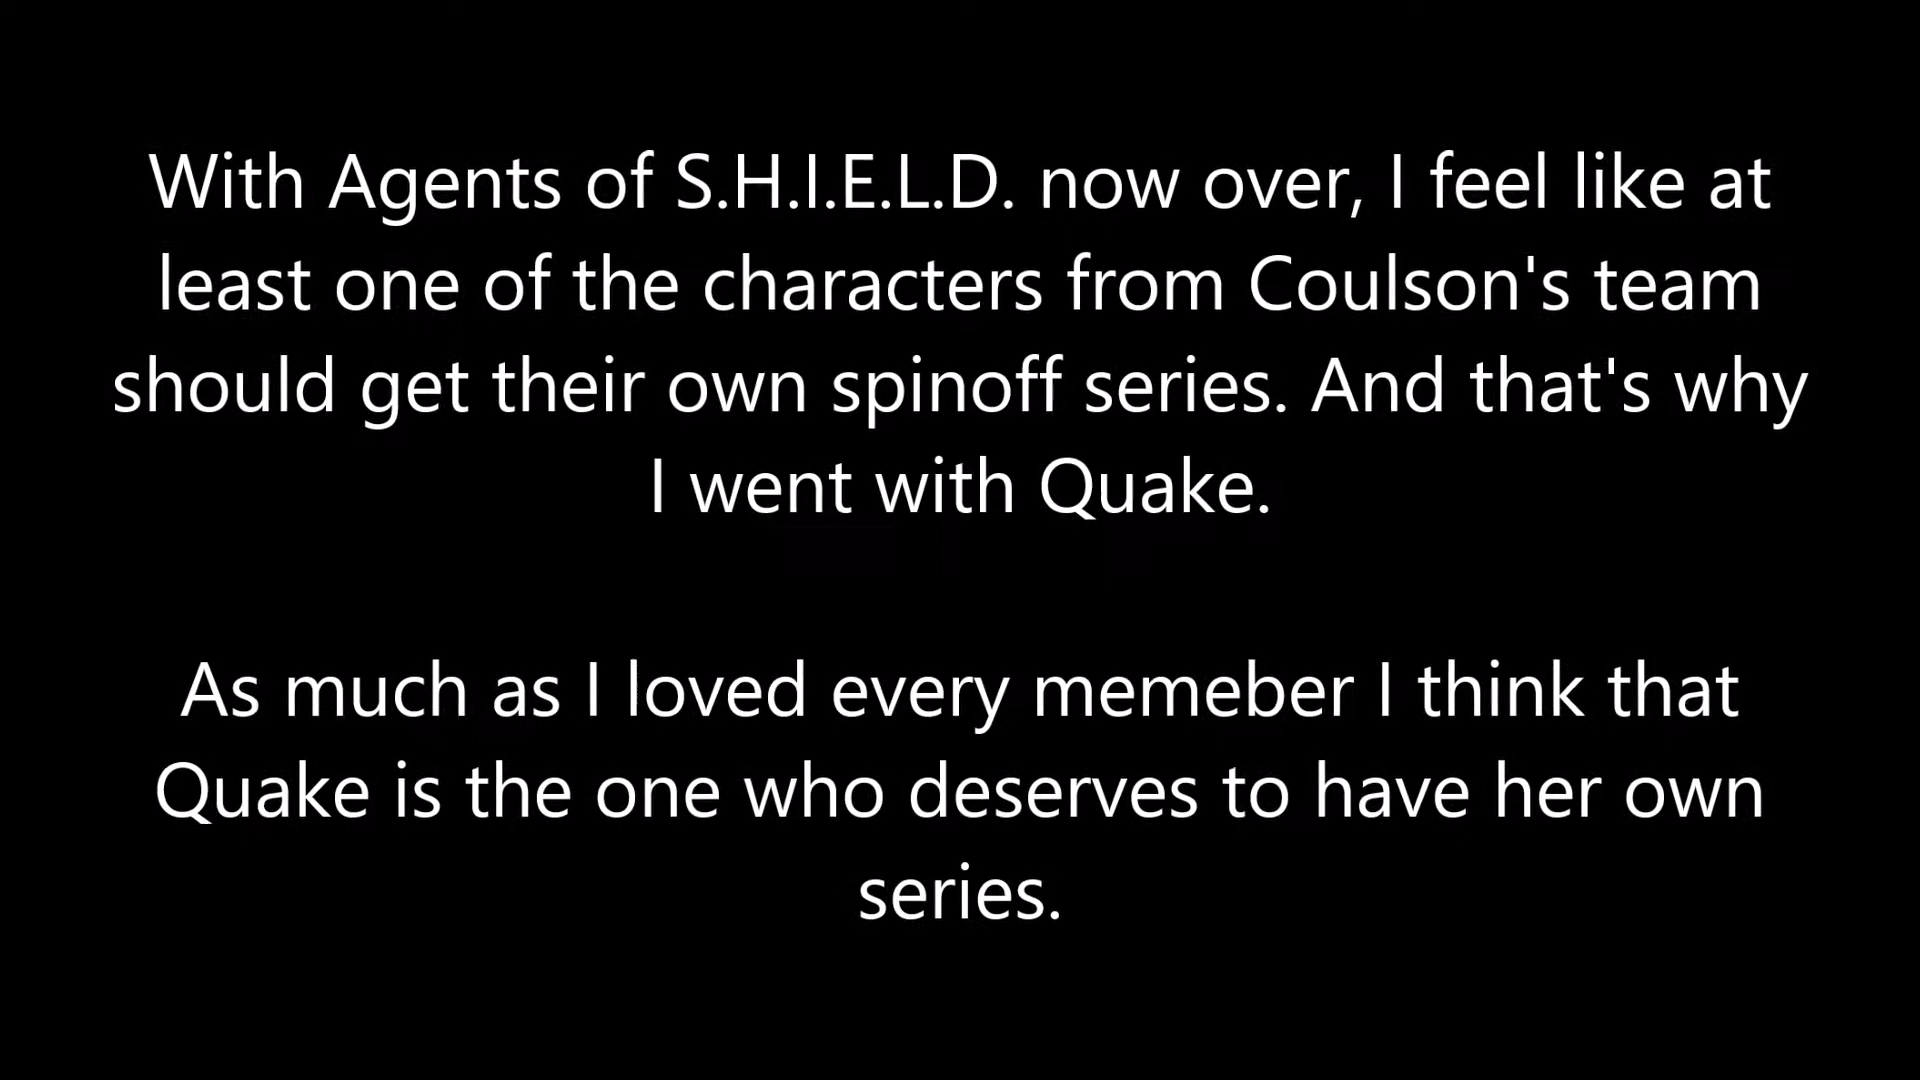 With Agents of S.H.I.E.L.D. now over, I feel like at
least one of the characters from Coulson's team
should get their own spinoff series. And that's why
I went with Quake.
As much as I loved every memeber I think that
Quake is the one who deserves to have her own
series.